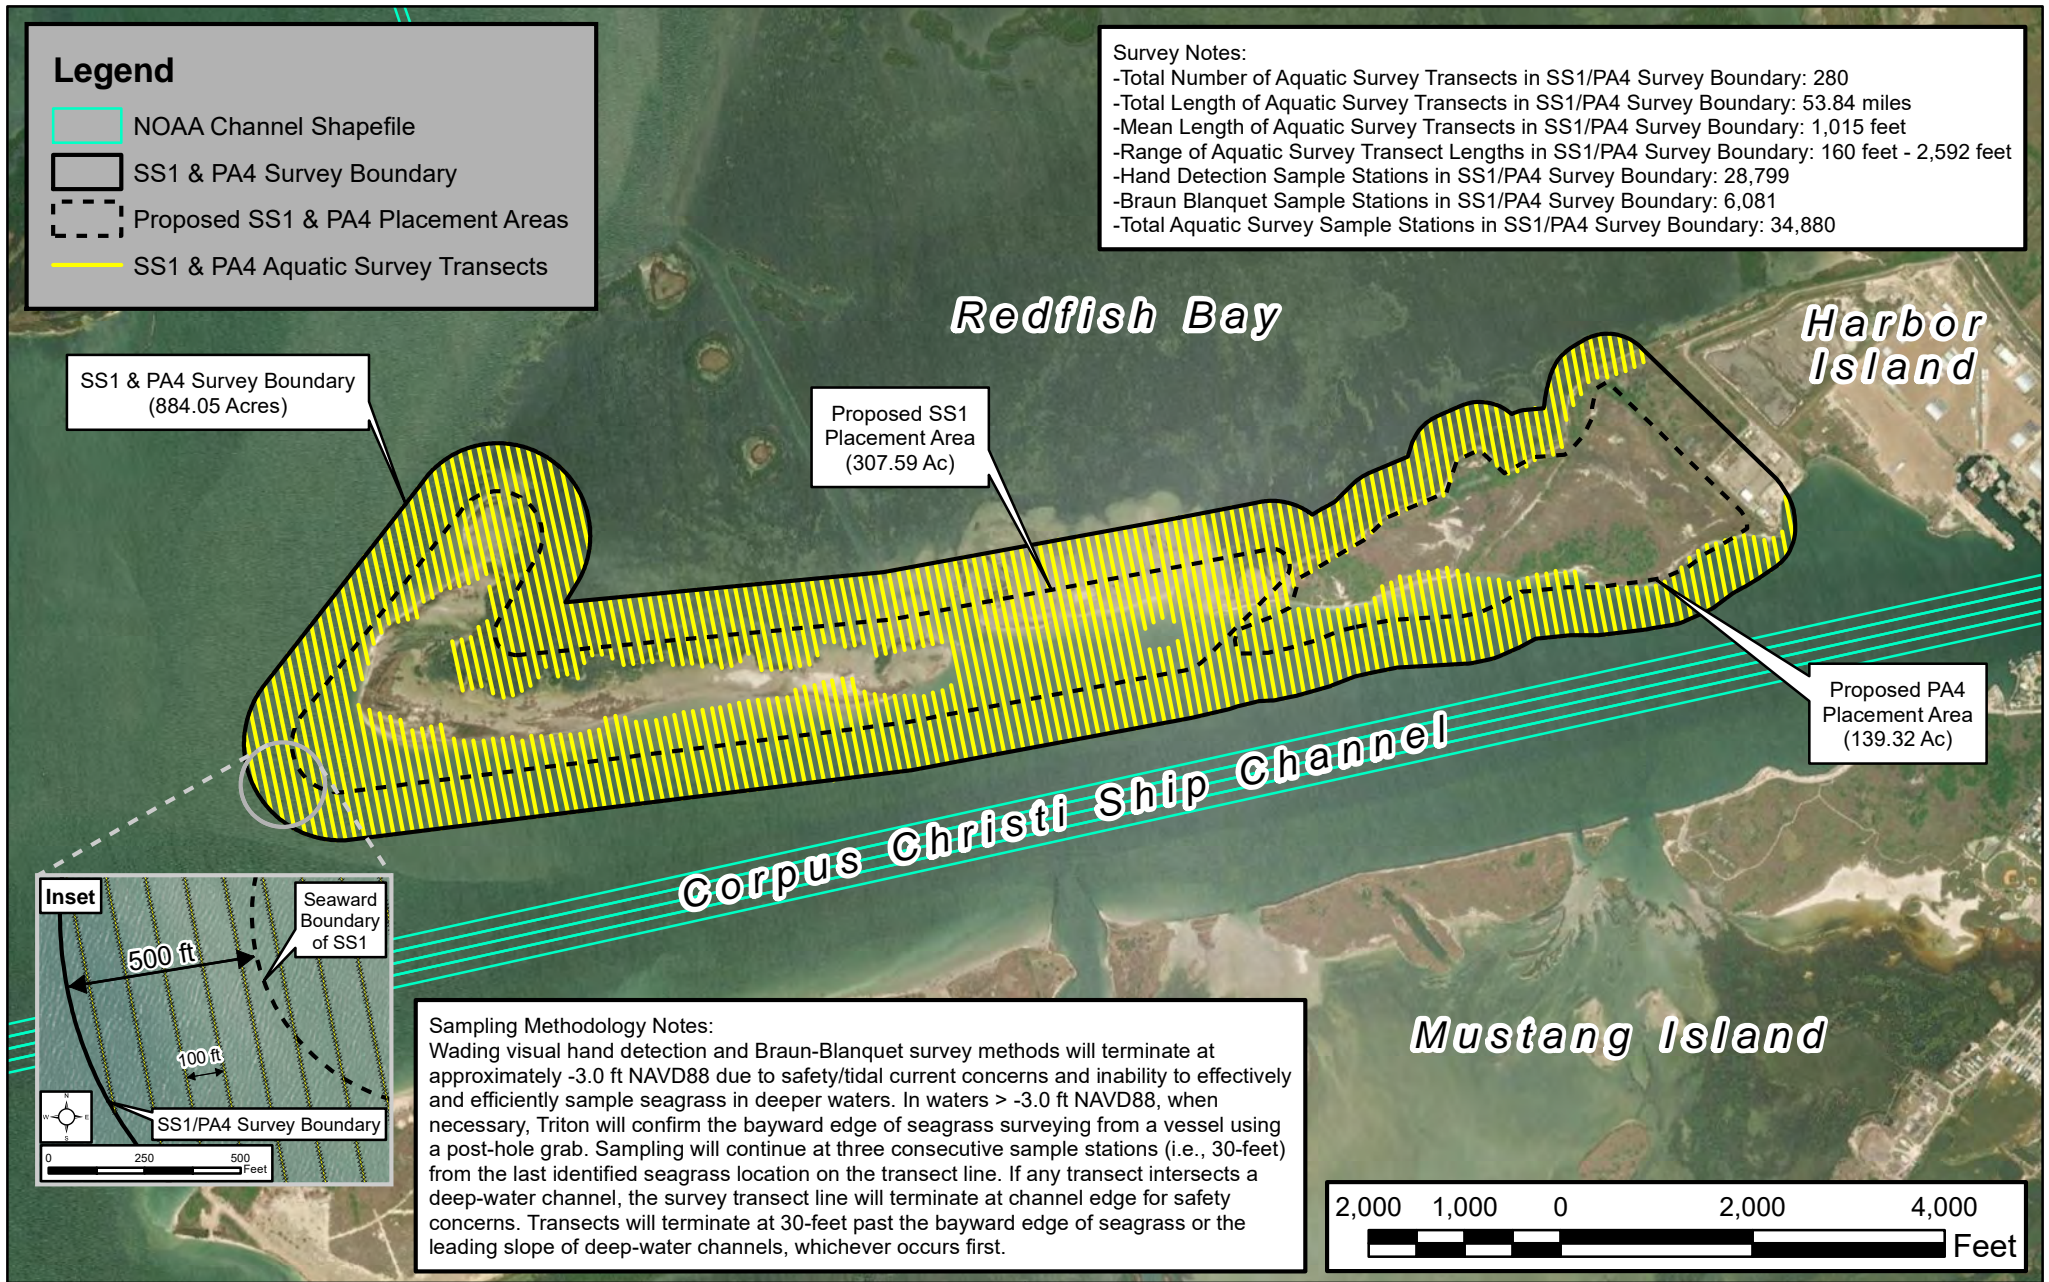 Legend
NOAA Channel Shapefile
SS1 & PA4 Survey Boundary
Proposed SS1 & PA4 Placement Areas
SS1 & PA4 Aquatic Survey Transects
Survey Notes:
-Total Number of Aquatic Survey Transects in SS1/PA4 Survey Boundary: 280
-Total Length of Aquatic Survey Transects in SS1/PA4 Survey Boundary: 53.84 miles
-Mean Length of Aquatic Survey Transects in SS1/PA4 Survey Boundary: 1,015 feet
-Range of Aquatic Survey Transect Lengths in SS1/PA4 Survey Boundary: 160 feet - 2,592 feet
-Hand Detection Sample Stations in SS1/PA4 Survey Boundary: 28,799
-Braun Blanquet Sample Stations in SS1/PA4 Survey Boundary: 6,081
-Total Aquatic Survey Sample Stations in SS1/PA4 Survey Boundary: 34,880
Redfish Bay
Harbor
Island
SS1 & PA4 Survey Boundary
(884.05 Acres)
Proposed SS1
Placement Area
(307.59 Ac)
Proposed PA4
Placement Area
(139.32 Ac)
Corpus Christi Ship Channel
Mustang Island
Inset
Seaward
Boundary
of SS1
500 ft
100 ft
N
W E
S
SS1/PA4 Survey Boundary
0 250 500
Feet
Sampling Methodology Notes:
Wading visual hand detection and Braun-Blanquet survey methods will terminate at
approximately -3.0 ft NAVD88 due to safety/tidal current concerns and inability to effectively
and efficiently sample seagrass in deeper waters. In waters > -3.0 ft NAVD88, when
necessary, Triton will confirm the bayward edge of seagrass surveying from a vessel using
a post-hole grab. Sampling will continue at three consecutive sample stations (i.e., 30-feet)
from the last identified seagrass location on the transect line. If any transect intersects a
deep-water channel, the survey transect line will terminate at channel edge for safety
concerns. Transects will terminate at 30-feet past the bayward edge of seagrass or the
leading slope of deep-water channels, whichever occurs first.
2,000 1,000 0 2,000 4,000
Feet